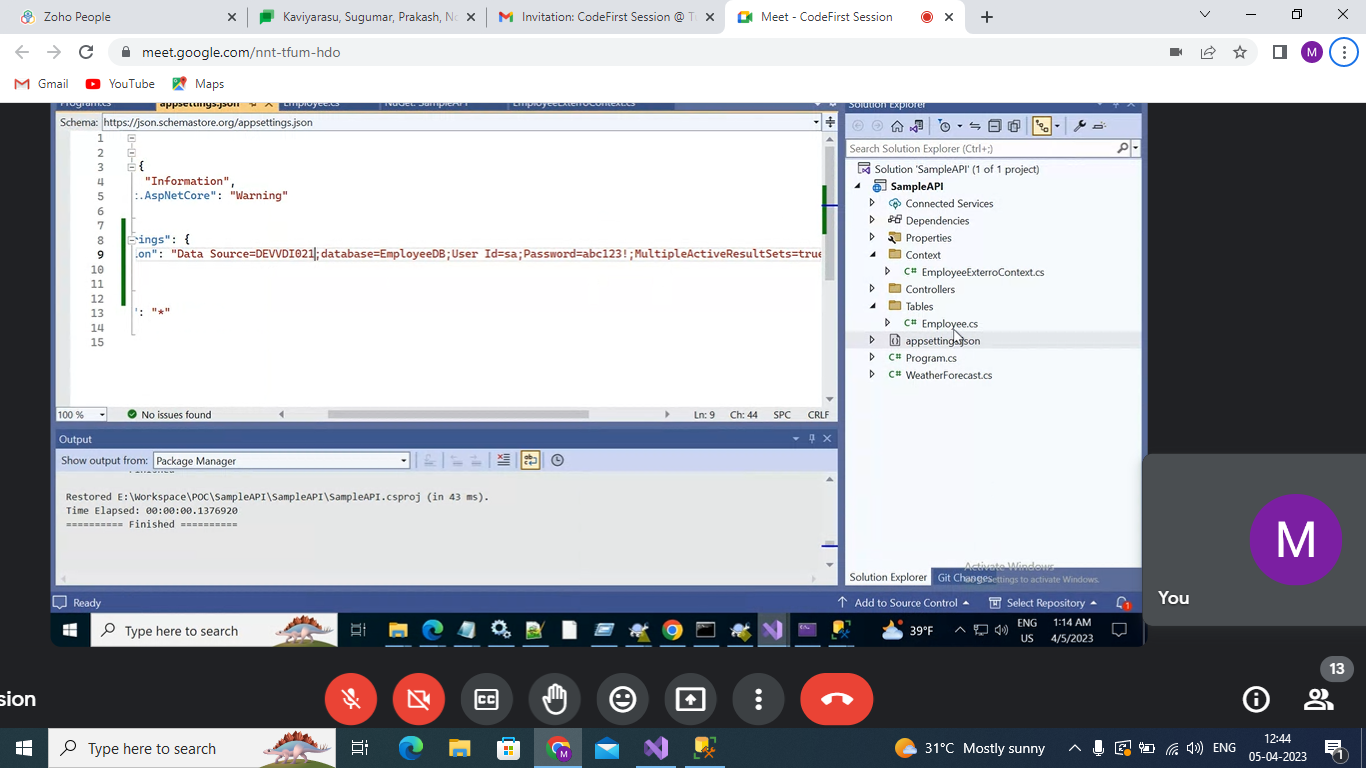 Zoho People
Kaviyarasu, Sugumar, Prakash, No
Invitation: CodeFirst Session @ Tu
Meet - CodeFirst Session
meet.google.com/nnt-tfum-hdo
M
Gmail
YouTube
Maps
Program.cs
appsettings.json
Employee.cs
NuGet: SampleAPI
EmployeeExterroContext.cs
Solution Explorer
Schema: https://json.schemastore.org/appsettings.json
Search Solution Explorer (Ctrl+;)
1
2
3 {
4 "Information",
5 :.AspNetCore": "Warning"
6
7
8 rings": {
9 ion": "Data Source=DEVVDI021;database=EmployeeDB;User Id=sa;Password=abc123!;MultipleActiveResultSets=true
10
11
12
13 ': "*"
14
15
Solution 'SampleAPI' (1 of 1 project)
SampleAPI
Connected Services
Dependencies
Properties
Context
C# EmployeeExterroContext.cs
Controllers
Tables
C# Employee.cs
appsettings.json
C# Program.cs
C# WeatherForecast.cs
100 %
No issues found
Ln: 9 Ch: 44 SPC CRLF
Output
Show output from: Package Manager
Restored E:\Workspace\POC\SampleAPI\SampleAPI\SampleAPI.csproj (in 43 ms).
Time Elapsed: 00:00:00.1376920
========== Finished ==========
Activate Windows
Solution Explorer
Git Changes
settings to activate Windows.
Ready
Add to Source Control
Select Repository
1
Type here to search
39°F
ENG
US
1:14 AM
4/5/2023
M
You
13
sion
CC
Type here to search
M
31°C Mostly sunny
ENG
12:44
05-04-2023
1